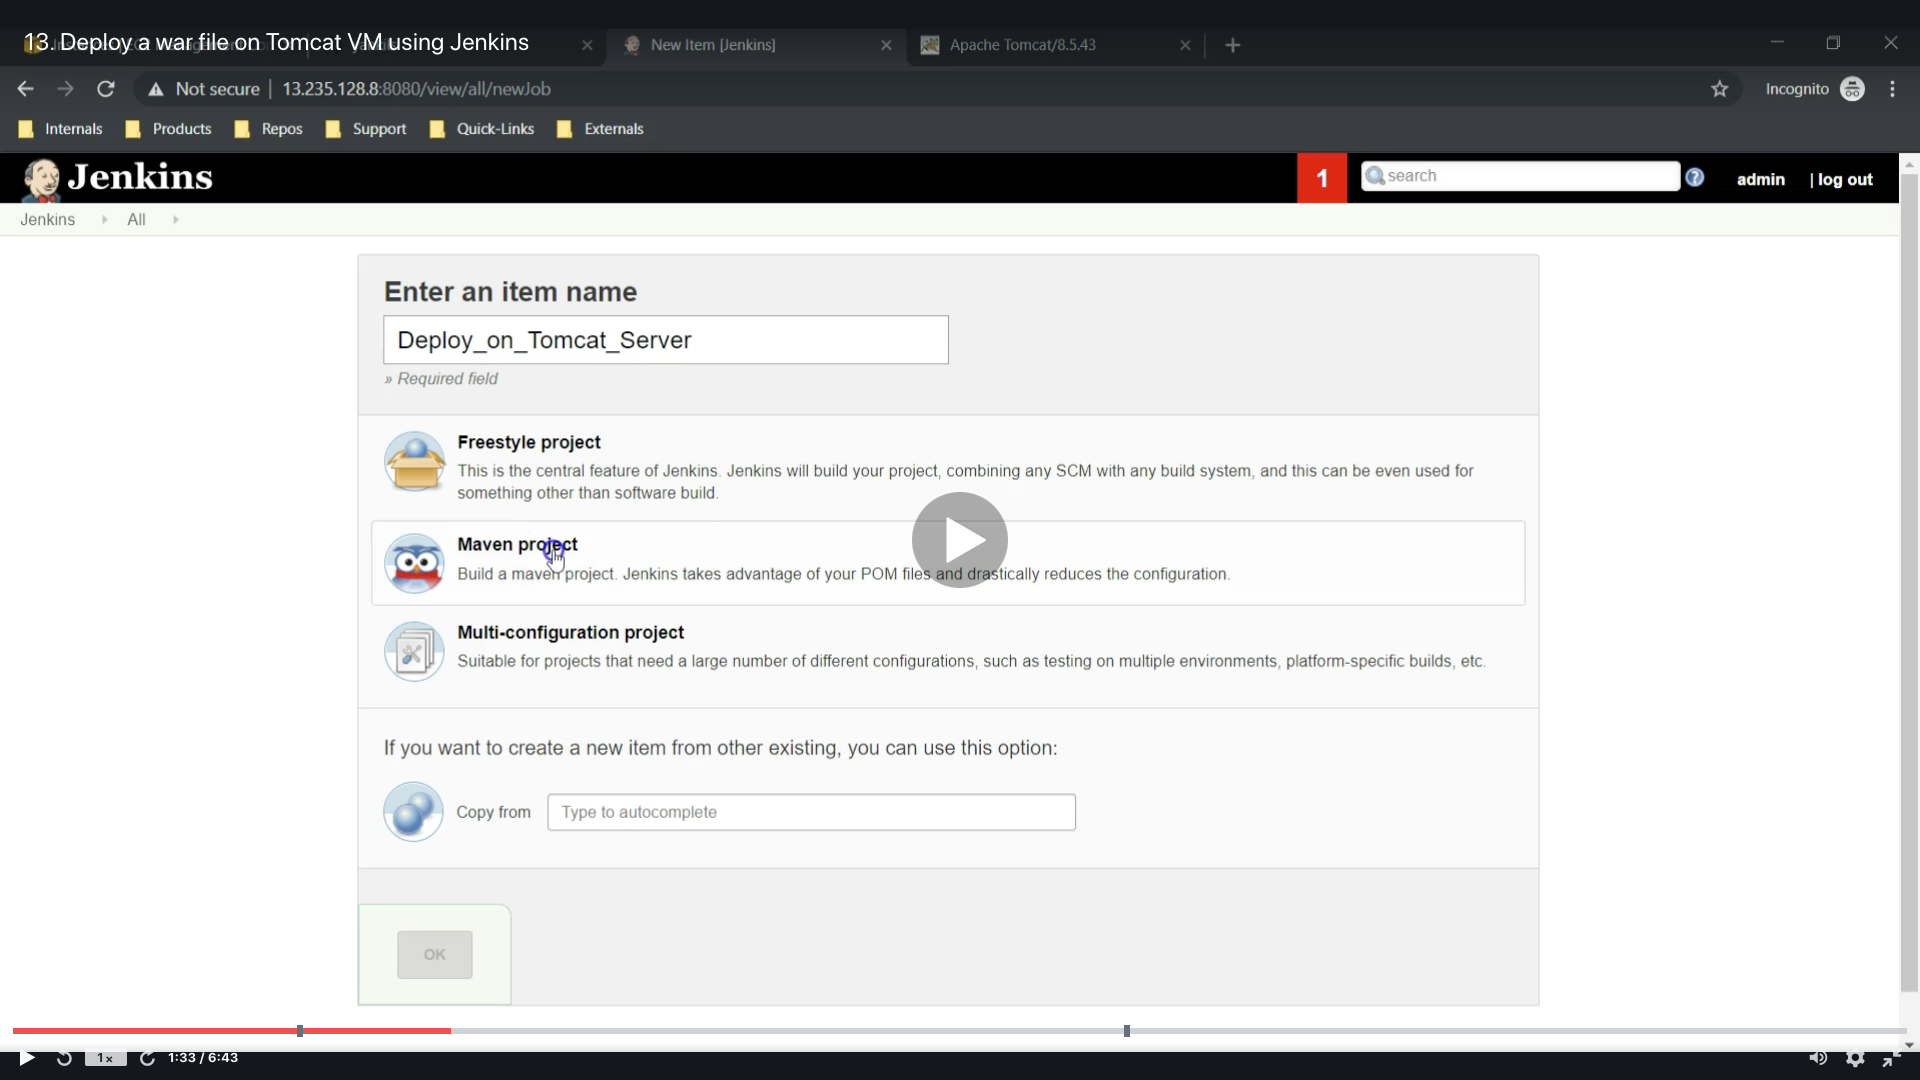 13. Deploy a war file on Tomcat VM using Jenkins
New Item [Jenkins]
Apache Tomcat/8.5.43
Not secure | 13.235.128.8:8080/view/all/newJob
Incognito
Internals
Products
Repos
Support
Quick-Links
Externals
Jenkins
1
search
admin
| log out
Jenkins
All
Enter an item name
Deploy_on_Tomcat_Server
» Required field
Freestyle project
This is the central feature of Jenkins. Jenkins will build your project, combining any SCM with any build system, and this can be even used for
something other than software build.
Maven project
Build a maven project. Jenkins takes advantage of your POM files and drastically reduces the configuration.
Multi-configuration project
Suitable for projects that need a large number of different configurations, such as testing on multiple environments, platform-specific builds, etc.
If you want to create a new item from other existing, you can use this option:
Copy from
Type to autocomplete
OK
1x
1:33 / 6:43